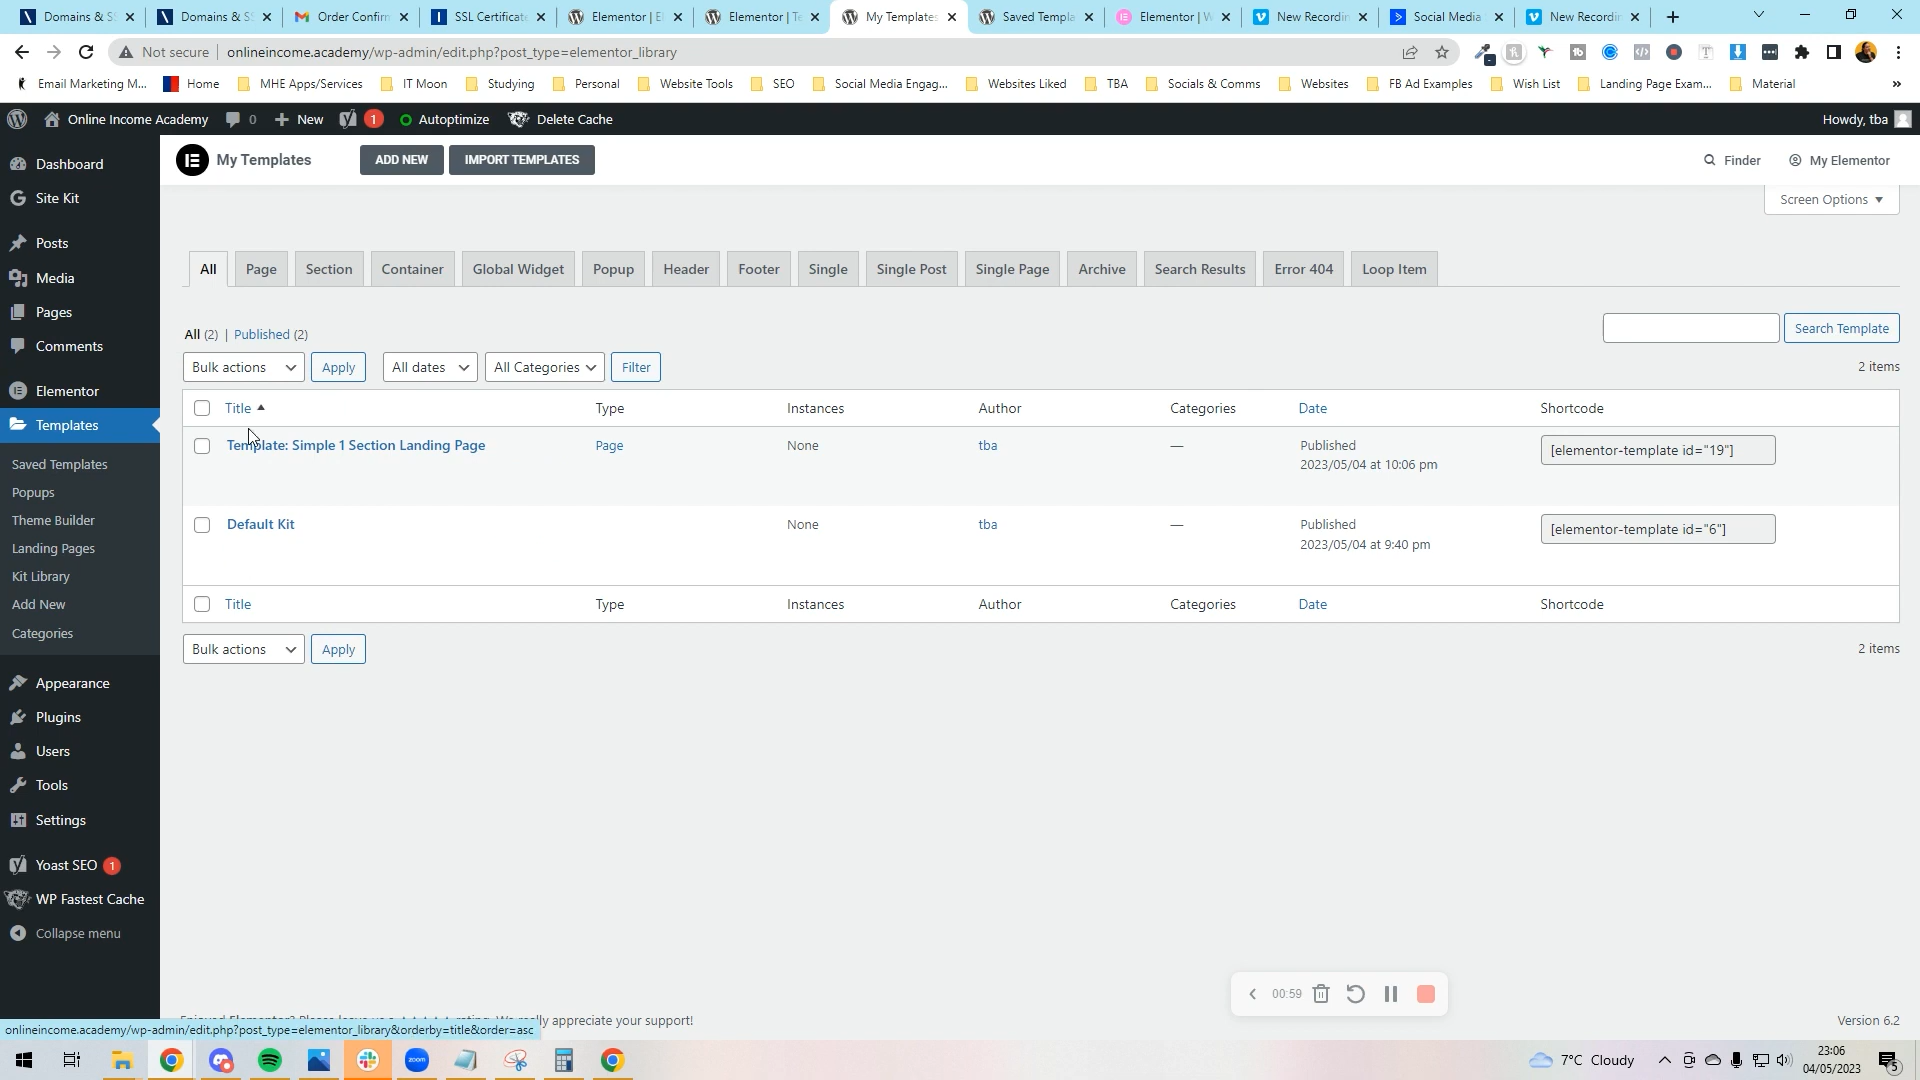 Domains & S Domains & S Order Confirm SSL Certificate Elementor | El Elementor | Te My Templates Saved Templa Elementor | W New Recordin Social Media New Recordin
Not secure onlineincome.academy/wp-admin/edit.php?post_type=elementor_library
Email Marketing M... Home MHE Apps/Services IT Moon Studying Personal Website Tools SEO Social Media Engag... Websites Liked TBA Socials & Comms Websites FB Ad Examples Wish List Landing Page Exam... Material »
Online Income Academy 0 New 1 Autoptimize Delete Cache Howdy, tba
Dashboard
Site Kit
Posts
Media
Pages
Comments
Elementor
Templates
Saved Templates
Popups
Theme Builder
Landing Pages
Kit Library
Add New
Categories
Appearance
Plugins
Users
Tools
Settings
Yoast SEO 1
WP Fastest Cache
Collapse menu
My Templates ADD NEW IMPORT TEMPLATES Finder My Elementor
Screen Options
All Page Section Container Global Widget Popup Header Footer Single Single Post Single Page Archive Search Results Error 404 Loop Item
All (2) | Published (2) Search Template
Bulk actions Apply All dates All Categories Filter 2 items
Title Type Instances Author Categories Date Shortcode
Template: Simple 1 Section Landing Page Page None tba — Published [elementor-template id="19"]
2023/05/04 at 10:06 pm
Default Kit None tba — Published [elementor-template id="6"]
2023/05/04 at 9:40 pm
Title Type Instances Author Categories Date Shortcode
Bulk actions Apply 2 items
00:59
ly appreciate your support! Version 6.2
onlineincome.academy/wp-admin/edit.php?post_type=elementor_library&orderby=title&order=asc
zoom 7°C Cloudy 23:06
04/05/2023 5